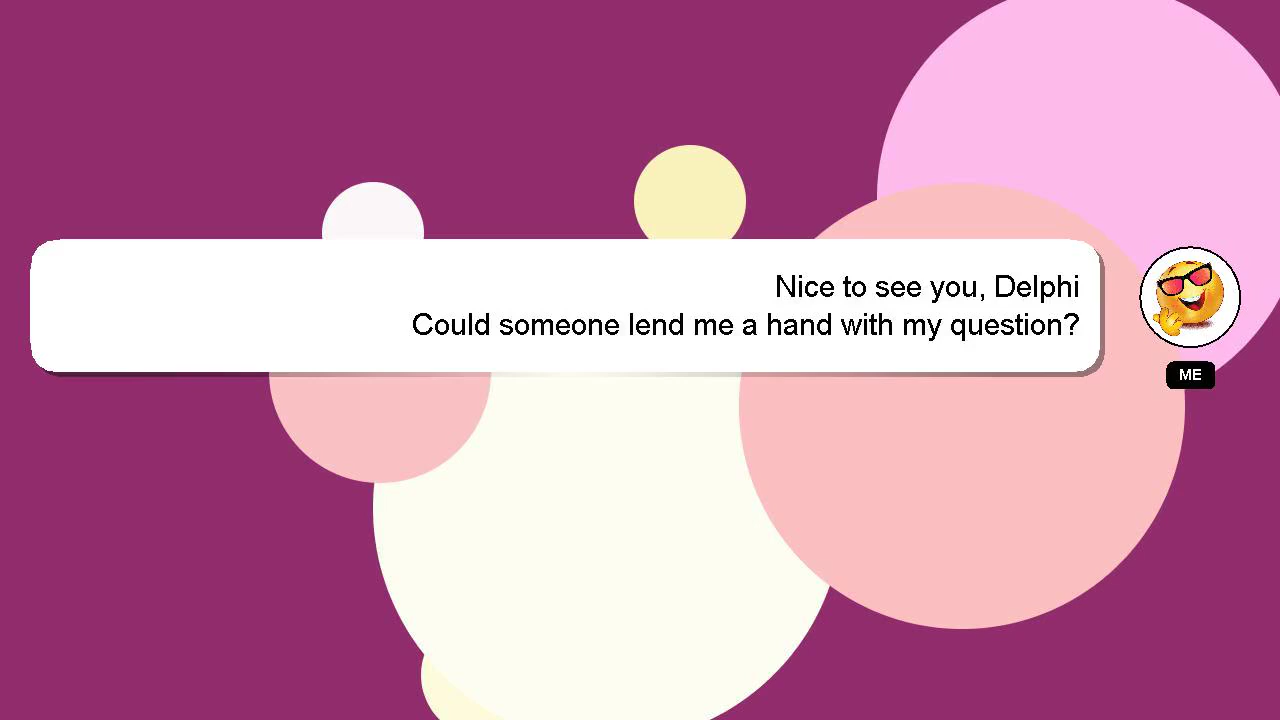 Nice to see you, Delphi
Could someone lend me a hand with my question?
ME